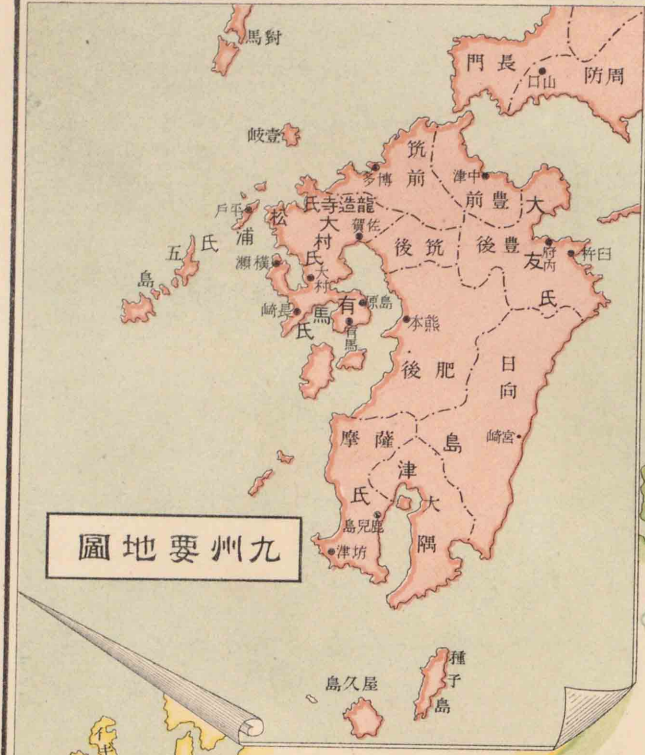 對馬
壹岐
長門
周防
山口
筑前
博多
中津
豊前
龍造寺氏
佐賀
平戶
松浦氏
大村氏
大村
橫瀨
五島
長崎
有馬氏
有馬
島原
筑後
豊後
府内
臼杵
大友氏
熊本
肥後
日向
宮崎
島津氏
薩摩
大隅
鹿兒島
坊津
九州要地圖
種子島
屋久島